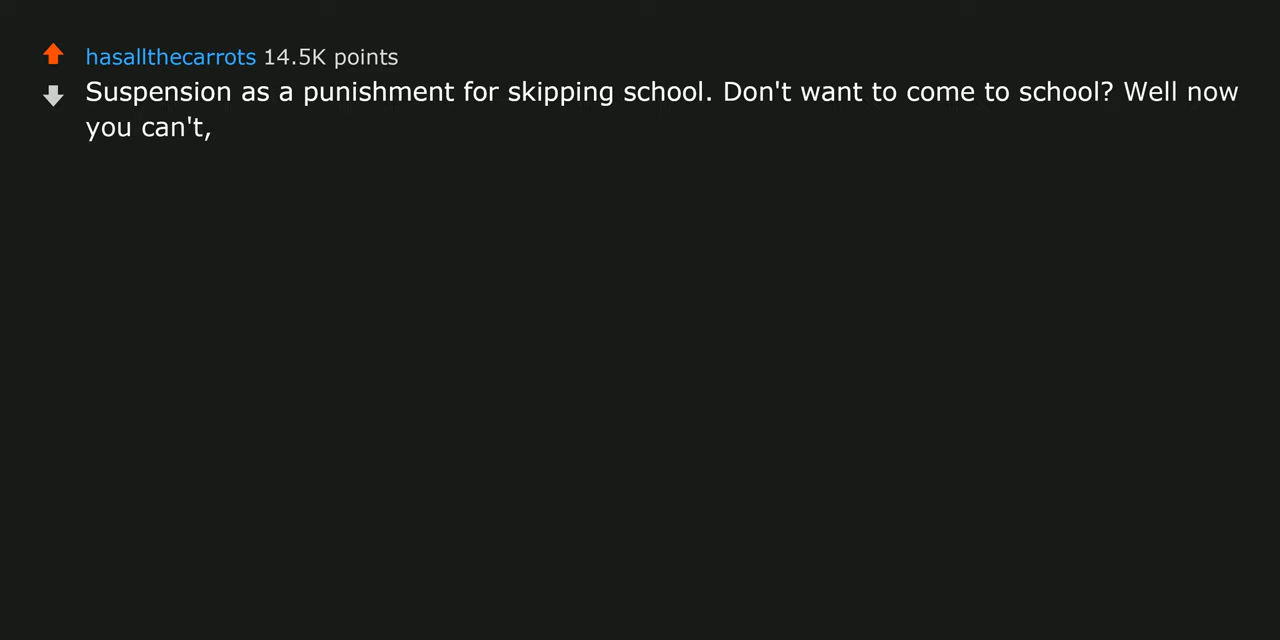 hasallthecarrots 14.5K points
Suspension as a punishment for skipping school. Don't want to come to school? Well now
you can't,